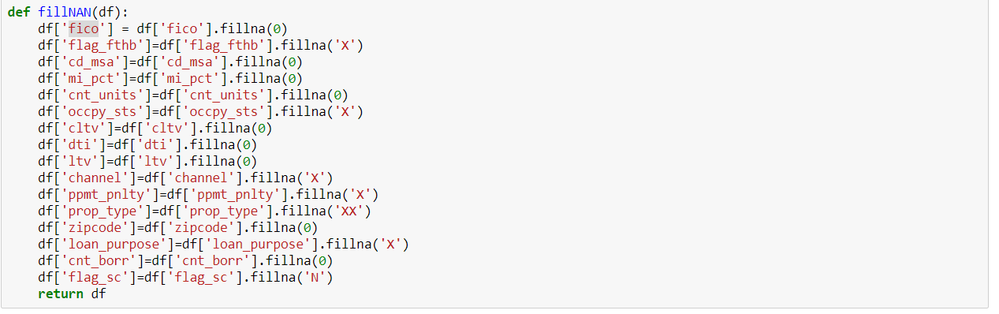 def fillNAN(df):
    df['fico'] = df['fico'].fillna(0)
    df['flag_fthb']=df['flag_fthb'].fillna('X')
    df['cd_msa']=df['cd_msa'].fillna(0)
    df['mi_pct']=df['mi_pct'].fillna(0)
    df['cnt_units']=df['cnt_units'].fillna(0)
    df['occpy_sts']=df['occpy_sts'].fillna('X')
    df['cltv']=df['cltv'].fillna(0)
    df['dti']=df['dti'].fillna(0)
    df['ltv']=df['ltv'].fillna(0)
    df['channel']=df['channel'].fillna('X')
    df['ppmt_pnlty']=df['ppmt_pnlty'].fillna('X')
    df['prop_type']=df['prop_type'].fillna('XX')
    df['zipcode']=df['zipcode'].fillna(0)
    df['loan_purpose']=df['loan_purpose'].fillna('X')
    df['cnt_borr']=df['cnt_borr'].fillna(0)
    df['flag_sc']=df['flag_sc'].fillna('N')
    return df